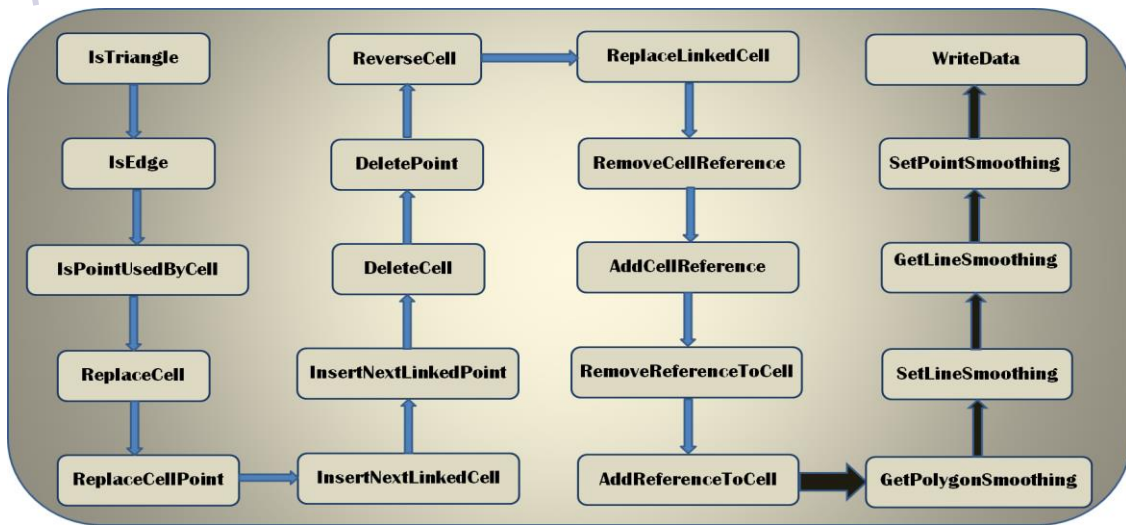 IsTriangle
IsEdge
IsPointUsedByCell
ReplaceCell
ReplaceCellPoint
InsertNextLinkedCell
InsertNextLinkedPoint
DeleteCell
DeletePoint
ReverseCell
ReplaceLinkedCell
RemoveCellReference
AddCellReference
RemoveReferenceToCell
AddReferenceToCell
GetPolygonSmoothing
SetLineSmoothing
GetLineSmoothing
SetPointSmoothing
WriteData